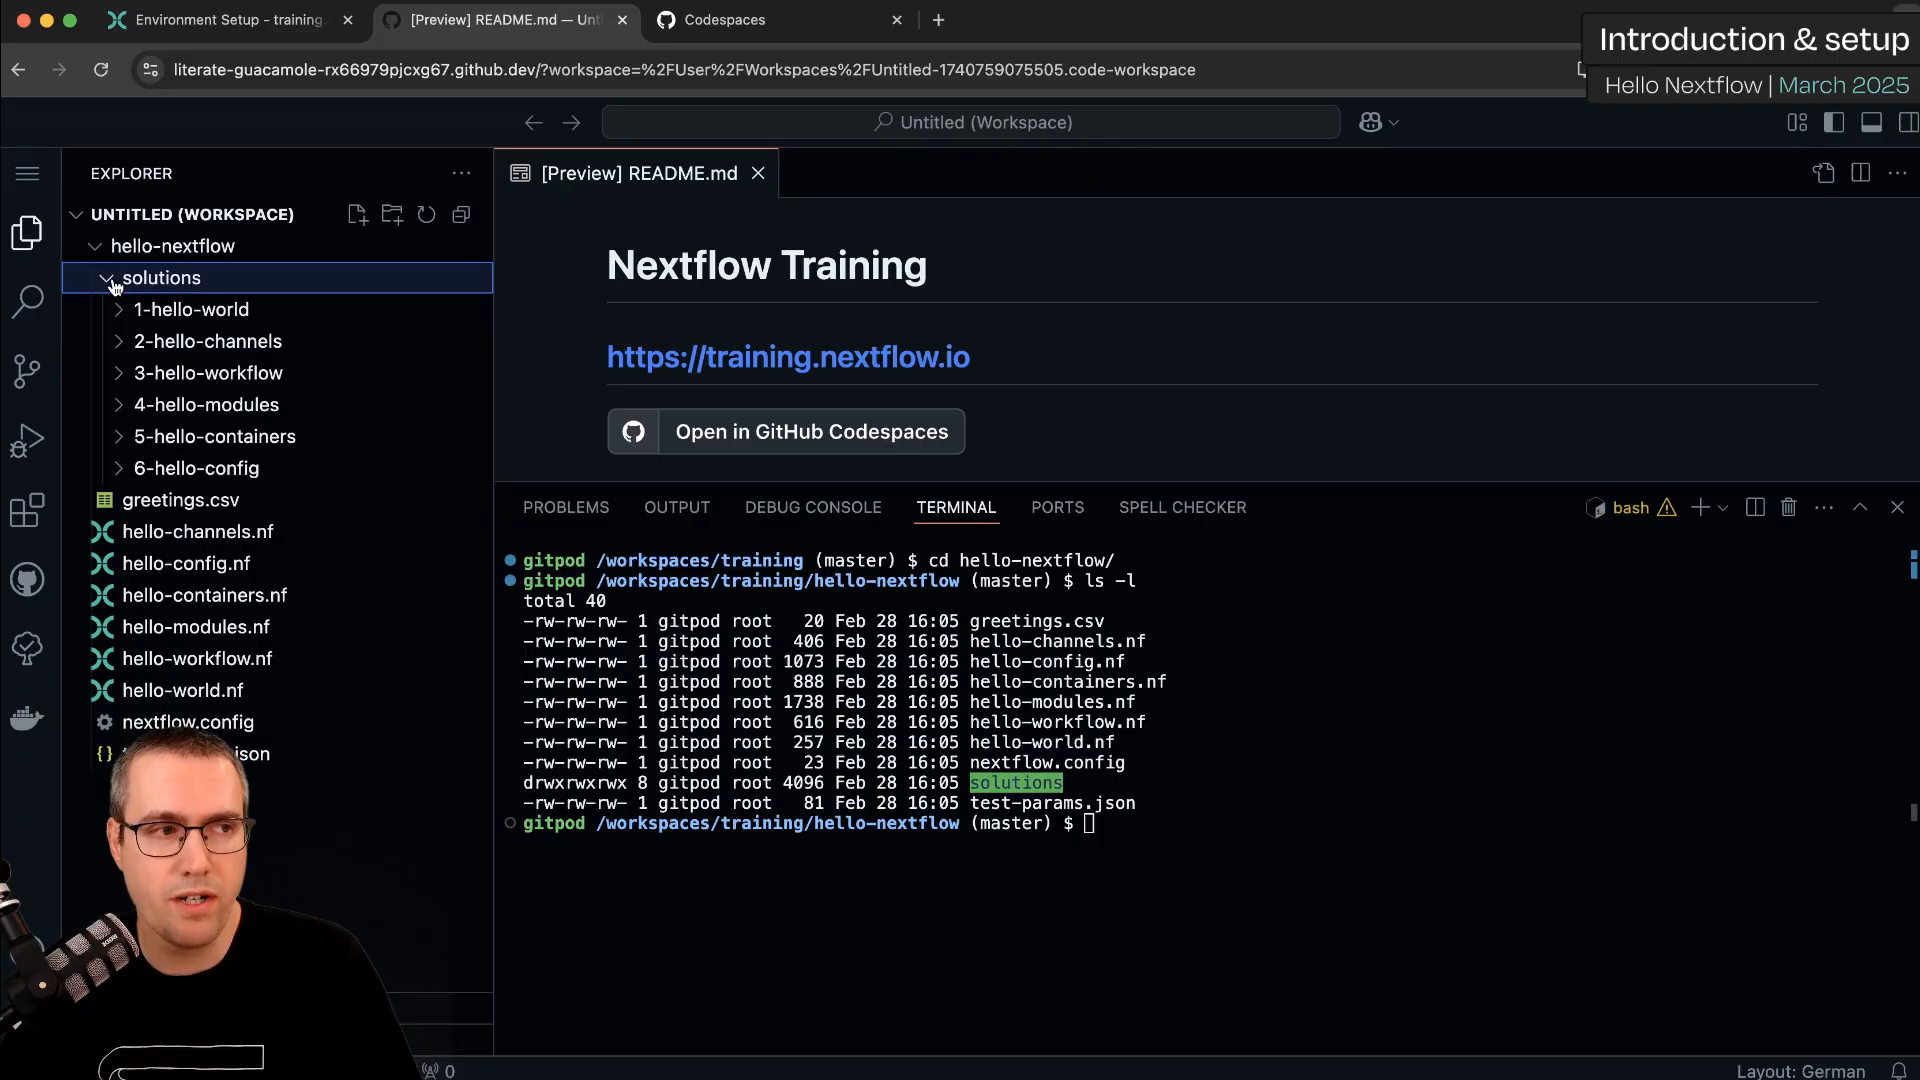 Environment Setup - training.
[Preview] README.md — Unt
Codespaces
Introduction & setup
literate-guacamole-rx66979pjcxg67.github.dev/?workspace=%2FUser%2FWorkspaces%2FUntitled-1740759075505.code-workspace
Hello Nextflow | March 2025
Untitled (Workspace)
EXPLORER
[Preview] README.md
UNTITLED (WORKSPACE)
hello-nextflow
solutions
1-hello-world
2-hello-channels
3-hello-workflow
4-hello-modules
5-hello-containers
6-hello-config
greetings.csv
hello-channels.nf
hello-config.nf
hello-containers.nf
hello-modules.nf
hello-workflow.nf
hello-world.nf
nextflow.config
{} json
Nextflow Training
https://training.nextflow.io
Open in GitHub Codespaces
PROBLEMS OUTPUT DEBUG CONSOLE TERMINAL PORTS SPELL CHECKER
bash
gitpod /workspaces/training (master) $ cd hello-nextflow/
gitpod /workspaces/training/hello-nextflow (master) $ ls -l
total 40
-rw-rw-rw- 1 gitpod root 20 Feb 28 16:05 greetings.csv
-rw-rw-rw- 1 gitpod root 406 Feb 28 16:05 hello-channels.nf
-rw-rw-rw- 1 gitpod root 1073 Feb 28 16:05 hello-config.nf
-rw-rw-rw- 1 gitpod root 888 Feb 28 16:05 hello-containers.nf
-rw-rw-rw- 1 gitpod root 1738 Feb 28 16:05 hello-modules.nf
-rw-rw-rw- 1 gitpod root 616 Feb 28 16:05 hello-workflow.nf
-rw-rw-rw- 1 gitpod root 257 Feb 28 16:05 hello-world.nf
-rw-rw-rw- 1 gitpod root 23 Feb 28 16:05 nextflow.config
drwxrwxrwx 8 gitpod root 4096 Feb 28 16:05 solutions
-rw-rw-rw- 1 gitpod root 81 Feb 28 16:05 test-params.json
gitpod /workspaces/training/hello-nextflow (master) $
RODE
0
Layout: German